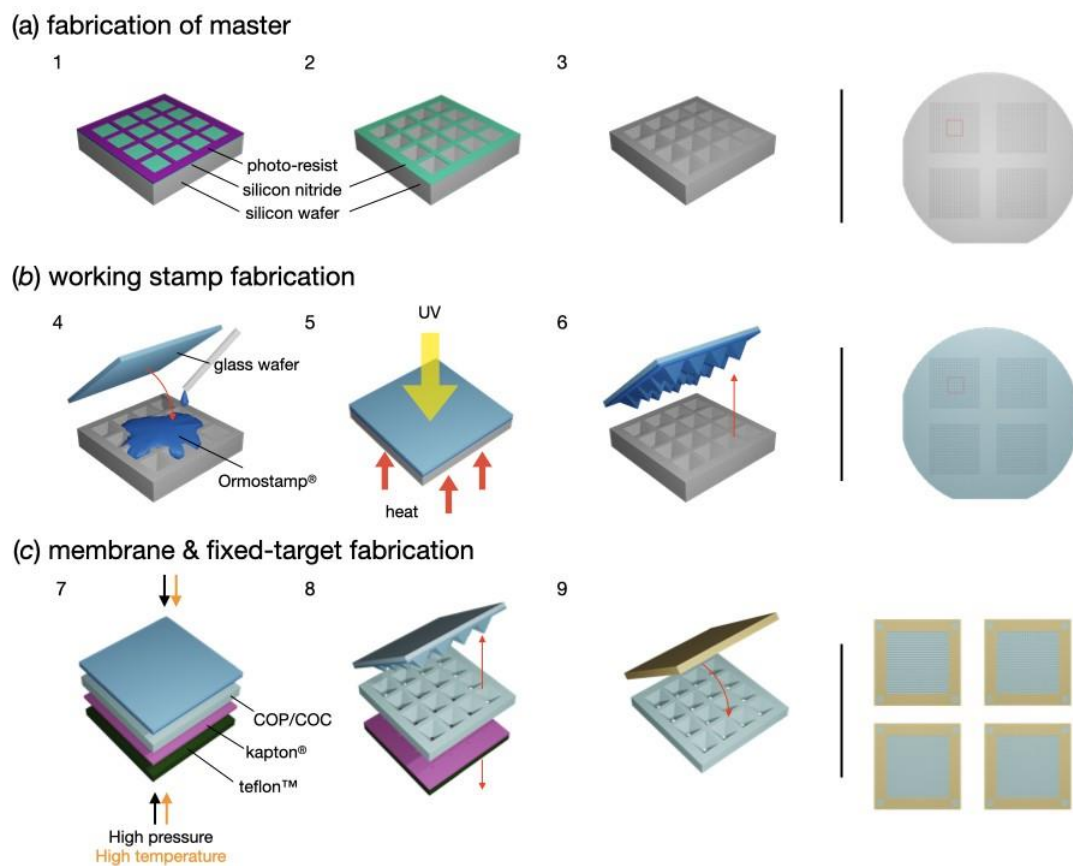 (a) fabrication of master
1
2
3
photo-resist
silicon nitride
silicon wafer
(b) working stamp fabrication
4
5
UV
6
glass wafer
Ormostamp®
heat
(c) membrane & fixed-target fabrication
7
8
9
COP/COC
kapton®
teflon™
High pressure
High temperature